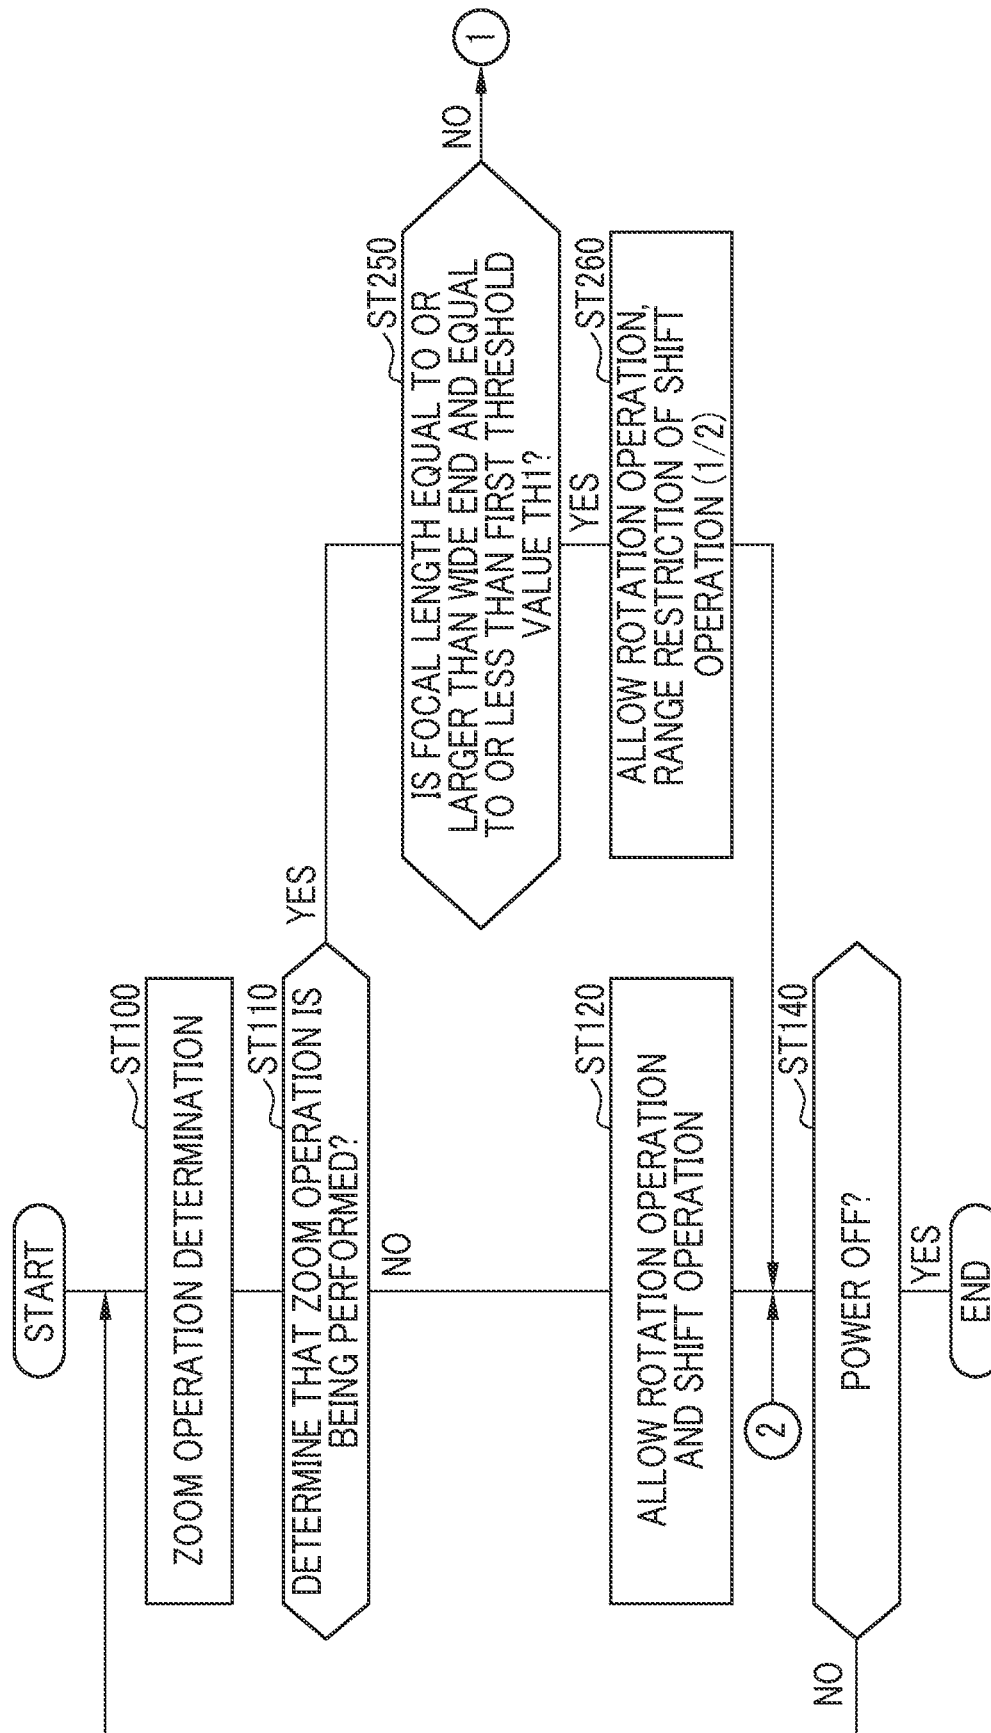 START
ST100
ZOOM OPERATION DETERMINATION
ST110
DETERMINE THAT ZOOM OPERATION IS
BEING PERFORMED?
YES
NO
ST250
IS FOCAL LENGTH EQUAL TO OR
LARGER THAN WIDE END AND EQUAL
TO OR LESS THAN FIRST THRESHOLD
VALUE TH1?
NO
1
YES
ST260
ALLOW ROTATION OPERATION,
RANGE RESTRICTION OF SHIFT
OPERATION (1/2)
ST120
ALLOW ROTATION OPERATION
AND SHIFT OPERATION
2
ST140
POWER OFF?
NO
YES
END